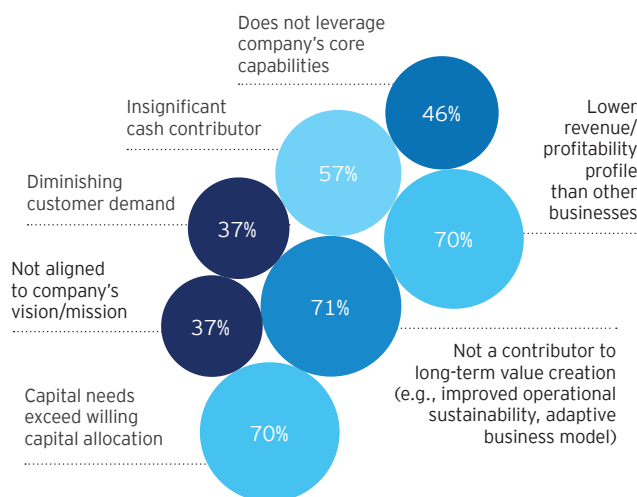 Does not leverage
company's core
capabilities
46%
Insignificant
cash contributor
57%
Lower
revenue/
profitability
profile
than other
businesses
70%
Diminishing
customer demand
37%
Not aligned
to company's
vision/mission
37%
71%
Not a contributor to
long-term value creation
(e.g., improved operational
sustainability, adaptive
business model)
Capital needs
exceed willing
capital allocation
70%